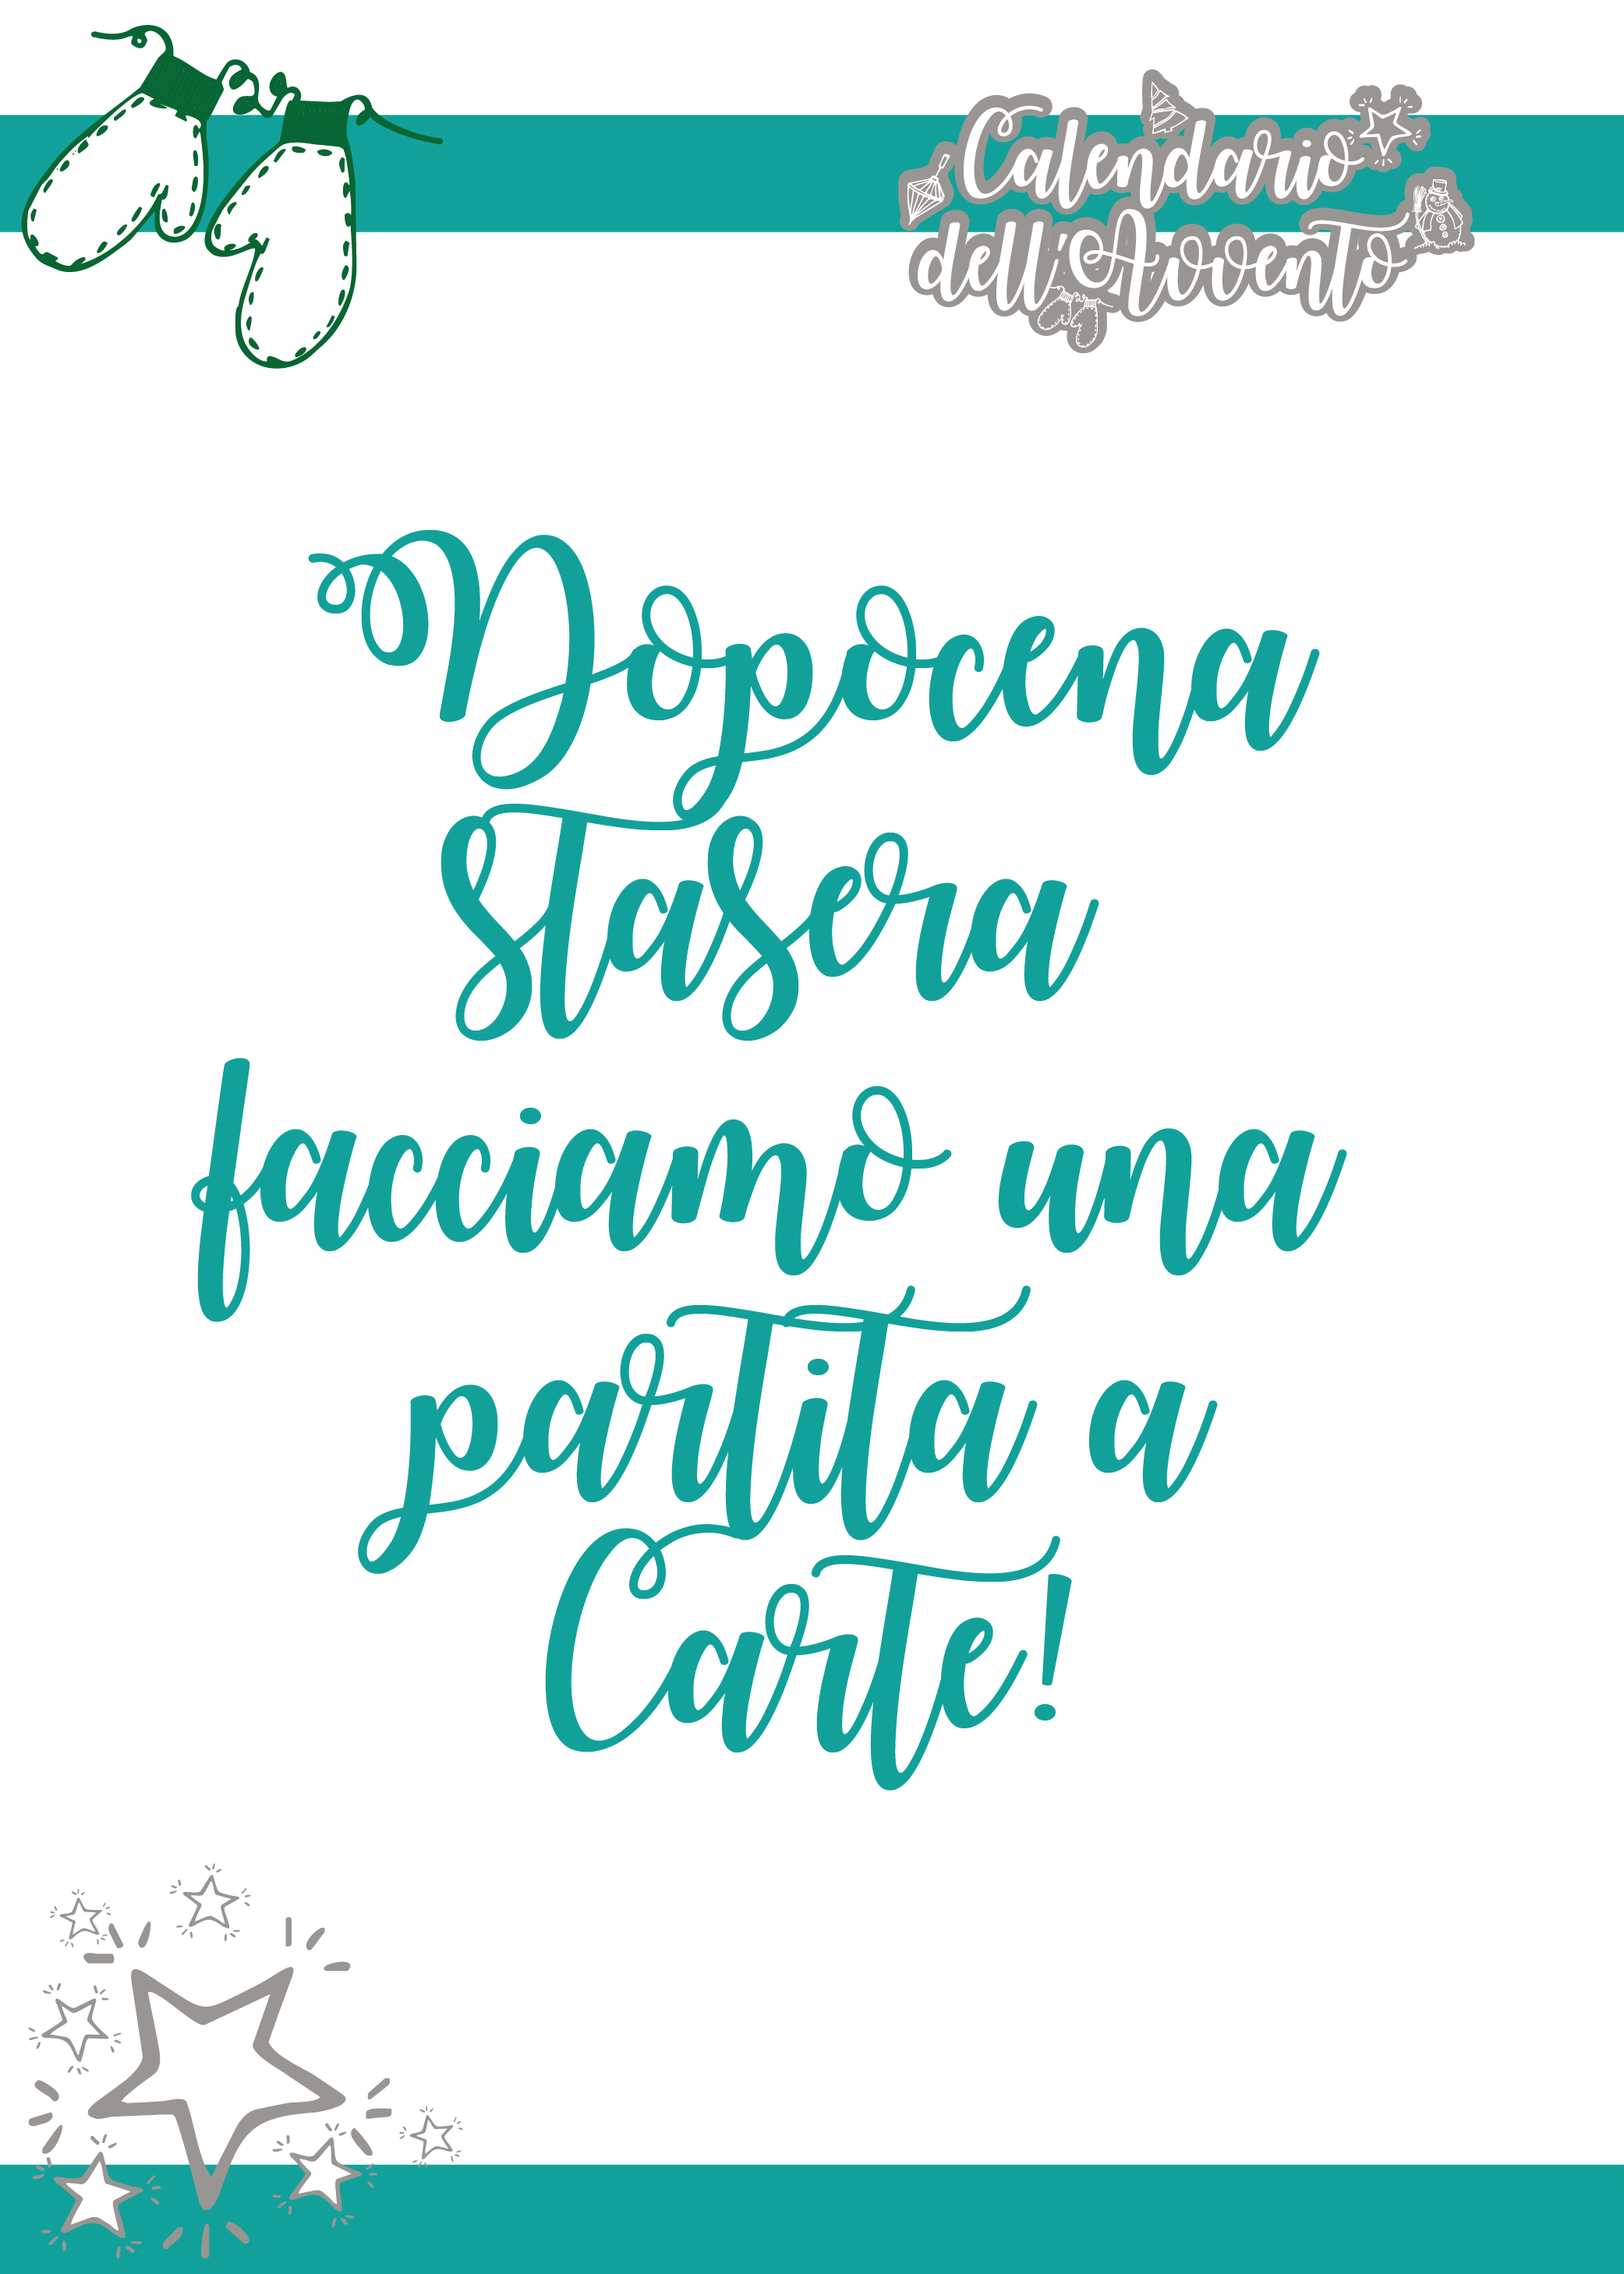 Calendario
dell'Avvento
Dopocena
stasera
facciamo una
partita a
Carte!